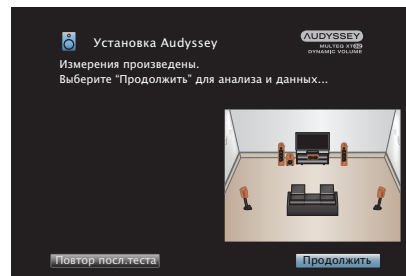 Установка Audyssey
AUDYSSEY
MULTEQ XT32
DYNAMIC VOLUME
Измерения произведены.
Выберите “Продолжить” для анализа и данных...
Повтор посл.теста
Продолжить